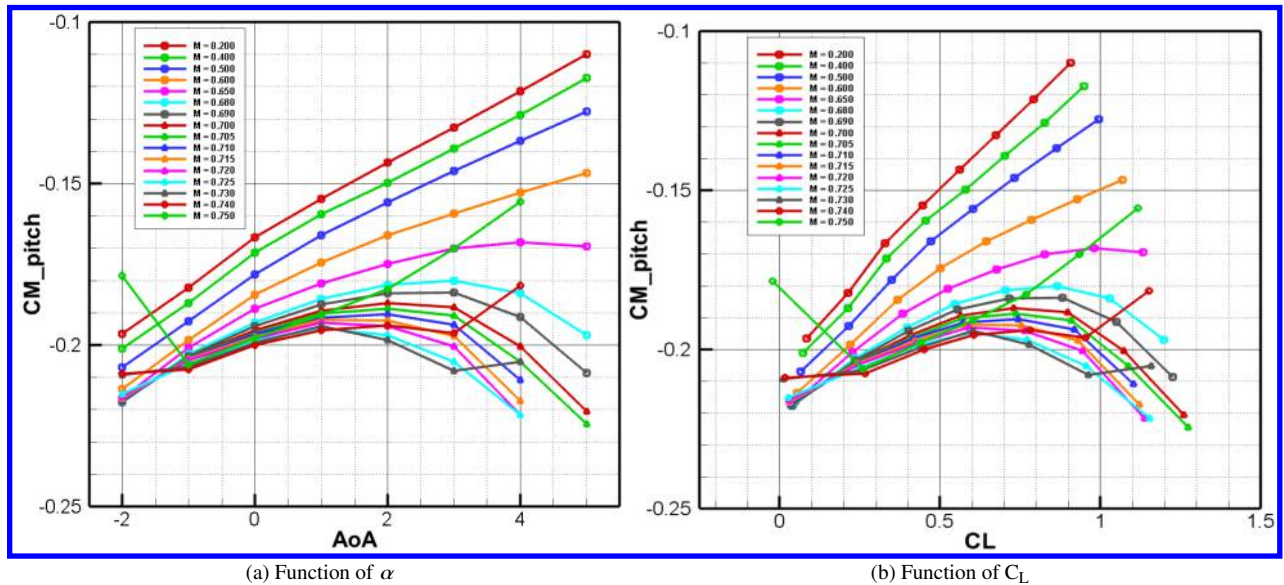 -0.1
-0.15
-0.2
-0.25
CM_pitch
M = 0.200
M = 0.400
M = 0.500
M = 0.600
M = 0.650
M = 0.680
M = 0.690
M = 0.700
M = 0.705
M = 0.710
M = 0.715
M = 0.720
M = 0.725
M = 0.730
M = 0.740
M = 0.750
-2 0 2 4
AoA
-0.1
-0.15
-0.2
-0.25
CM_pitch
M = 0.200
M = 0.400
M = 0.500
M = 0.600
M = 0.650
M = 0.680
M = 0.690
M = 0.700
M = 0.705
M = 0.710
M = 0.715
M = 0.720
M = 0.725
M = 0.730
M = 0.740
M = 0.750
0 0.5 1 1.5
CL
(a) Function of α
(b) Function of CL